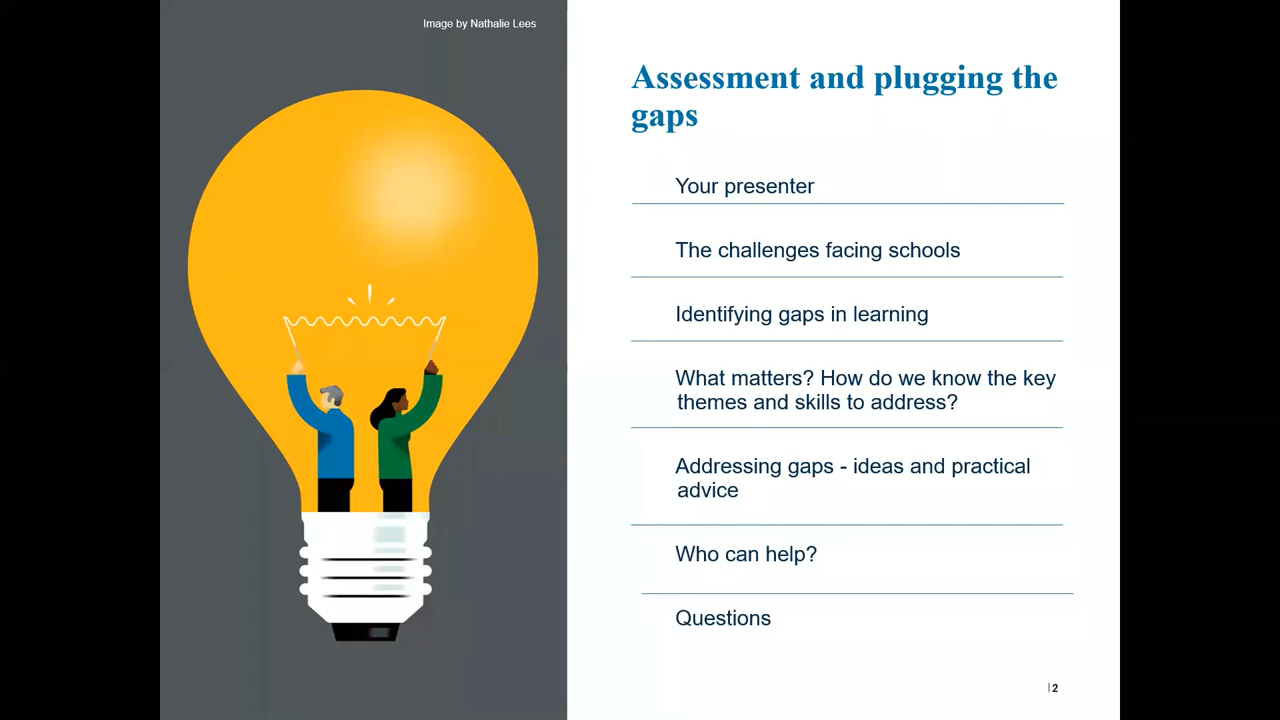 Image by Nathalie Lees
Assessment and plugging the
gaps
Your presenter
The challenges facing schools
Identifying gaps in learning
What matters? How do we know the key
themes and skills to address?
Addressing gaps - ideas and practical
advice
Who can help?
Questions
|2